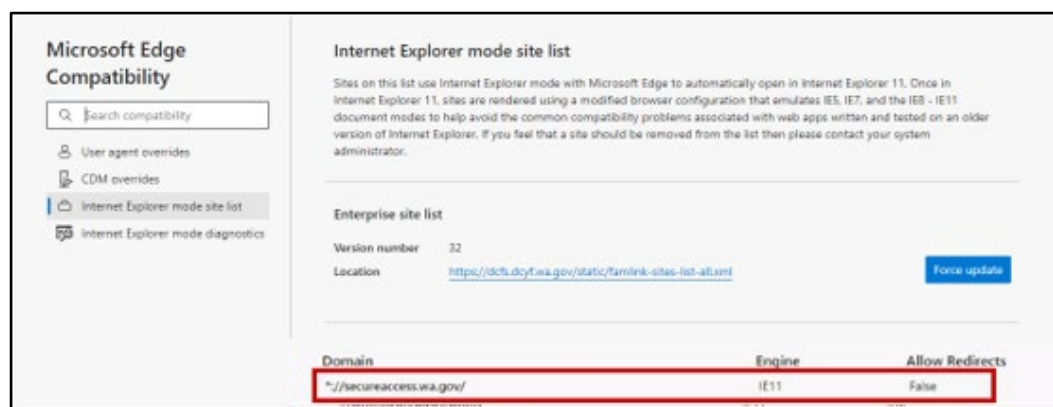 Microsoft Edge
Compatibility
Search compatibility
User agent overrides
CDM overrides
Internet Explorer mode site list
Internet Explorer mode diagnostics
Internet Explorer mode site list
Sites on this list use Internet Explorer mode with Microsoft Edge to automatically open in Internet Explorer 11. Once in
Internet Explorer 11, sites are rendered using a modified browser configuration that emulates IE5, IE7, and the IE8 - IE11
document modes to help avoid the common compatibility problems associated with web apps written and tested on an older
version of Internet Explorer. If you feel that a site should be removed from the list then please contact your system
administrator.
Enterprise site list
Version number 32
Location https://dcfs.dcyf.wa.gov/static/famlink-sites-list-all.xml
Force update
Domain Engine Allow Redirects
*://secureaccess.wa.gov/ IE11 False